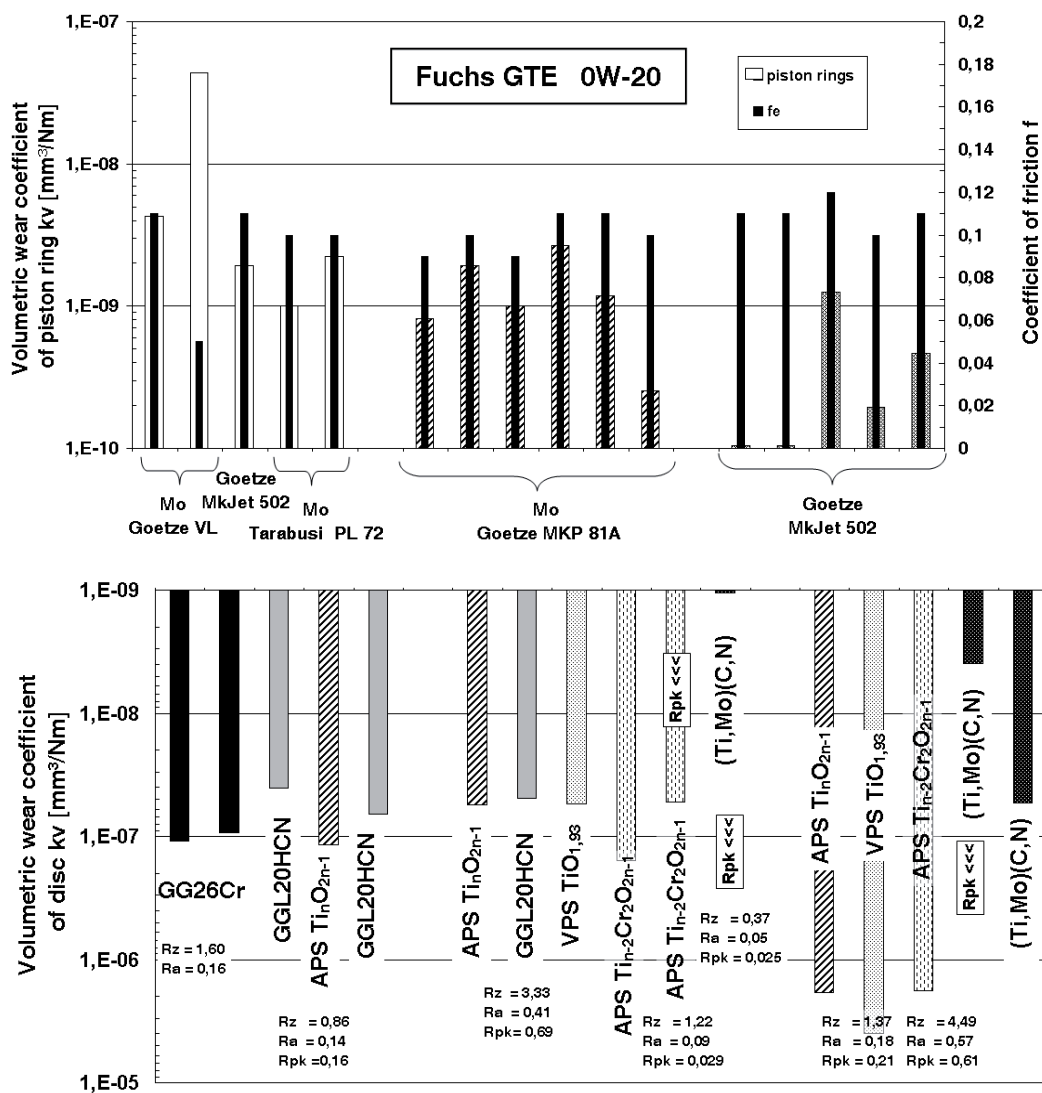 Fuchs GTE 0W-20
piston rings
fe
Volumetric wear coefficient
of piston ring kv [mm³/Nm]
1,E-07
1,E-08
1,E-09
1,E-10
Coefficient of friction f
0,2
0,18
0,16
0,14
0,12
0,1
0,08
0,06
0,04
0,02
0
Mo
Goetze VL
Goetze
MkJet 502
Mo
Tarabusi PL 72
Mo
Goetze MKP 81A
Goetze
MkJet 502
Volumetric wear coefficient
of disc kv [mm³/Nm]
1,E-09
1,E-08
1,E-07
1,E-06
1,E-05
GG26Cr
GGL20HCN
APS TiₙO₂ₙ₋₁
GGL20HCN
APS TiₙO₂ₙ₋₁
GGL20HCN
VPS TiO₁,₉₃
APS Tiₙ₋₂Cr₂O₂ₙ₋₁
APS Tiₙ₋₂Cr₂O₂ₙ₋₁
Rpk <<<
(Ti,Mo)(C,N)
Rpk <<<
APS TiₙO₂ₙ₋₁
VPS TiO₁,₉₃
APS Tiₙ₋₂Cr₂O₂ₙ₋₁
(Ti,Mo)(C,N)
Rpk <<<
(Ti,Mo)(C,N)
Rz = 1,60
Ra = 0,16
Rz = 0,86
Ra = 0,14
Rpk =0,16
Rz = 3,33
Ra = 0,41
Rpk= 0,69
Rz = 0,37
Ra = 0,05
Rpk = 0,025
Rz = 1,22
Ra = 0,09
Rpk = 0,029
Rz = 1,37
Ra = 0,18
Rpk = 0,21
Rz = 4,49
Ra = 0,57
Rpk = 0,61